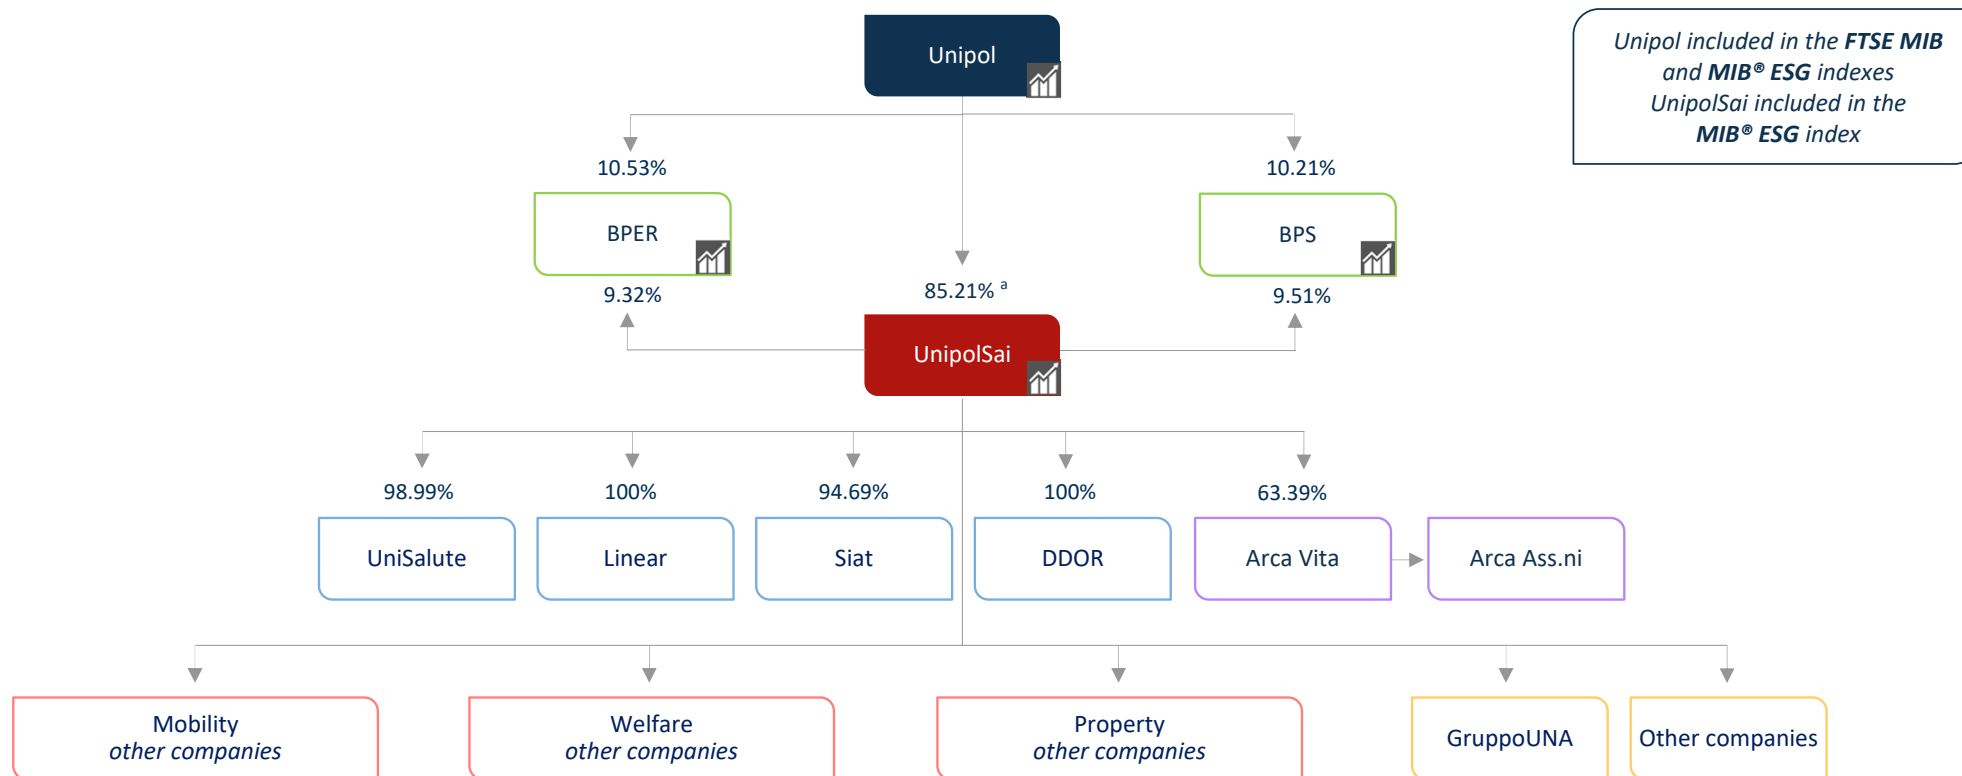 Unipol
Unipol included in the FTSE MIB
and MIB® ESG indexes
UnipolSai included in the
MIB® ESG index
10.53%
10.21%
BPER
BPS
9.32%
85.21% a
9.51%
UnipolSai
98.99%
100%
94.69%
100%
63.39%
UniSalute
Linear
Siat
DDOR
Arca Vita
Arca Ass.ni
Mobility
other companies
Welfare
other companies
Property
other companies
GruppoUNA
Other companies